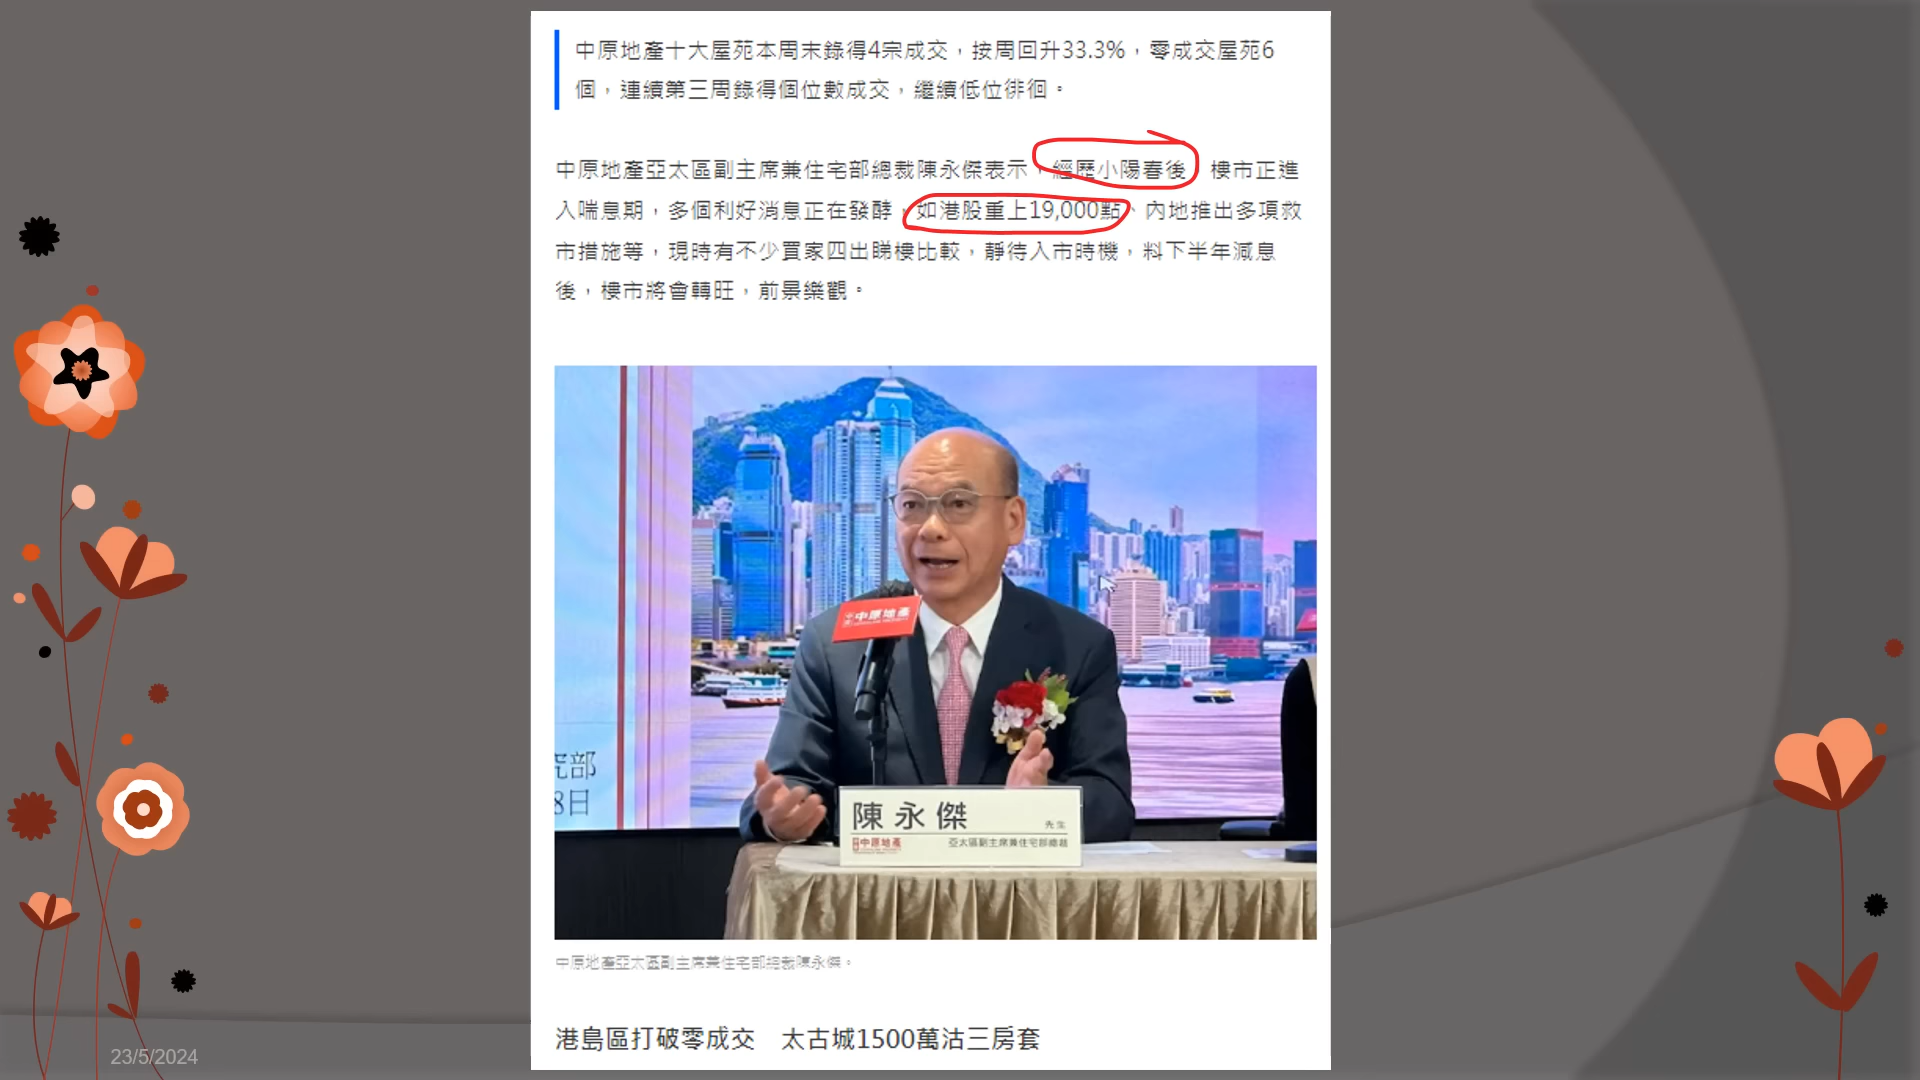 中原地產十大屋苑本周末錄得4宗成交，按周回升33.3%，零成交屋苑6
個，連續第三周錄得個位數成交，繼續低位徘徊。
中原地產亞太區副主席兼住宅部總裁陳永傑表示，經歷小陽春後，樓市正進
入喘息期，多個利好消息正在發酵，如港股重上19,000點、內地推出多項救
市措施等，現時有不少買家四出睇樓比較，靜待入市時機，料下半年減息
後，樓市將會轉旺，前景樂觀。
中原地產
究部
8日
陳永傑 先生
中原地產 亞太區副主席兼住宅部總裁
中原地產亞太區副主席兼住宅部總裁陳永傑。
港島區打破零成交　太古城1500萬沽三房套
23/5/2024